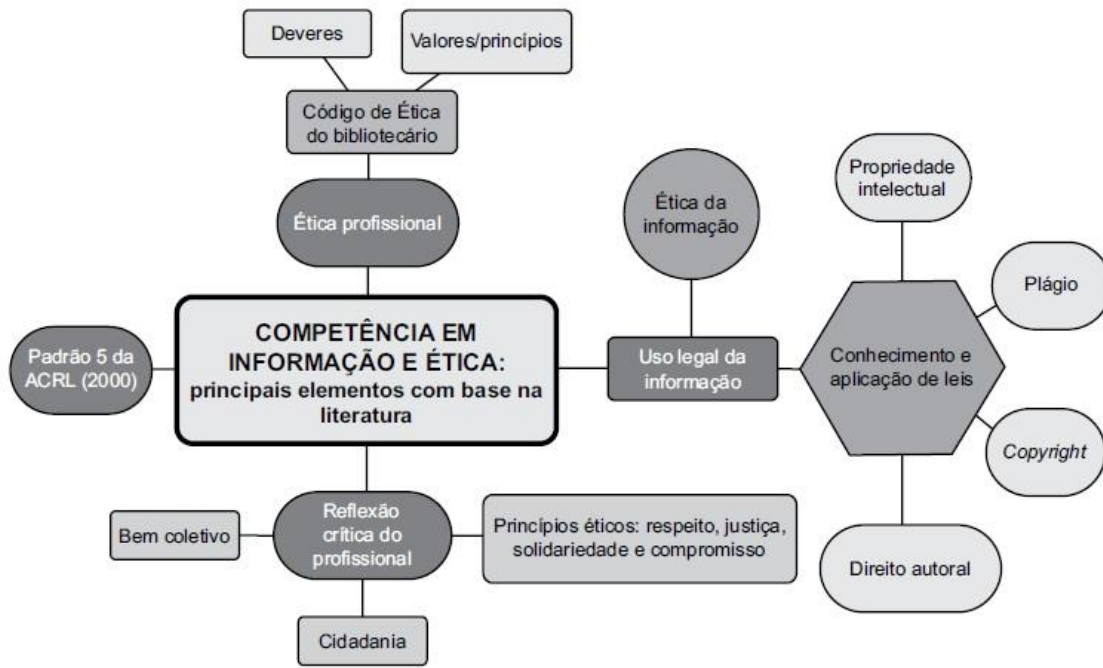 Deveres
Valores/princípios
Código de Ética
do bibliotecário
Ética profissional
Ética da
informação
Propriedade
intelectual
Plágio
Padrão 5 da
ACRL (2000)
COMPETÊNCIA EM
INFORMAÇÃO E ÉTICA:
principais elementos com base na
literatura
Uso legal da
informação
Conhecimento e
aplicação de leis
Copyright
Direito autoral
Bem coletivo
Reflexão
crítica do
profissional
Princípios éticos: respeito, justiça,
solidariedade e compromisso
Cidadania